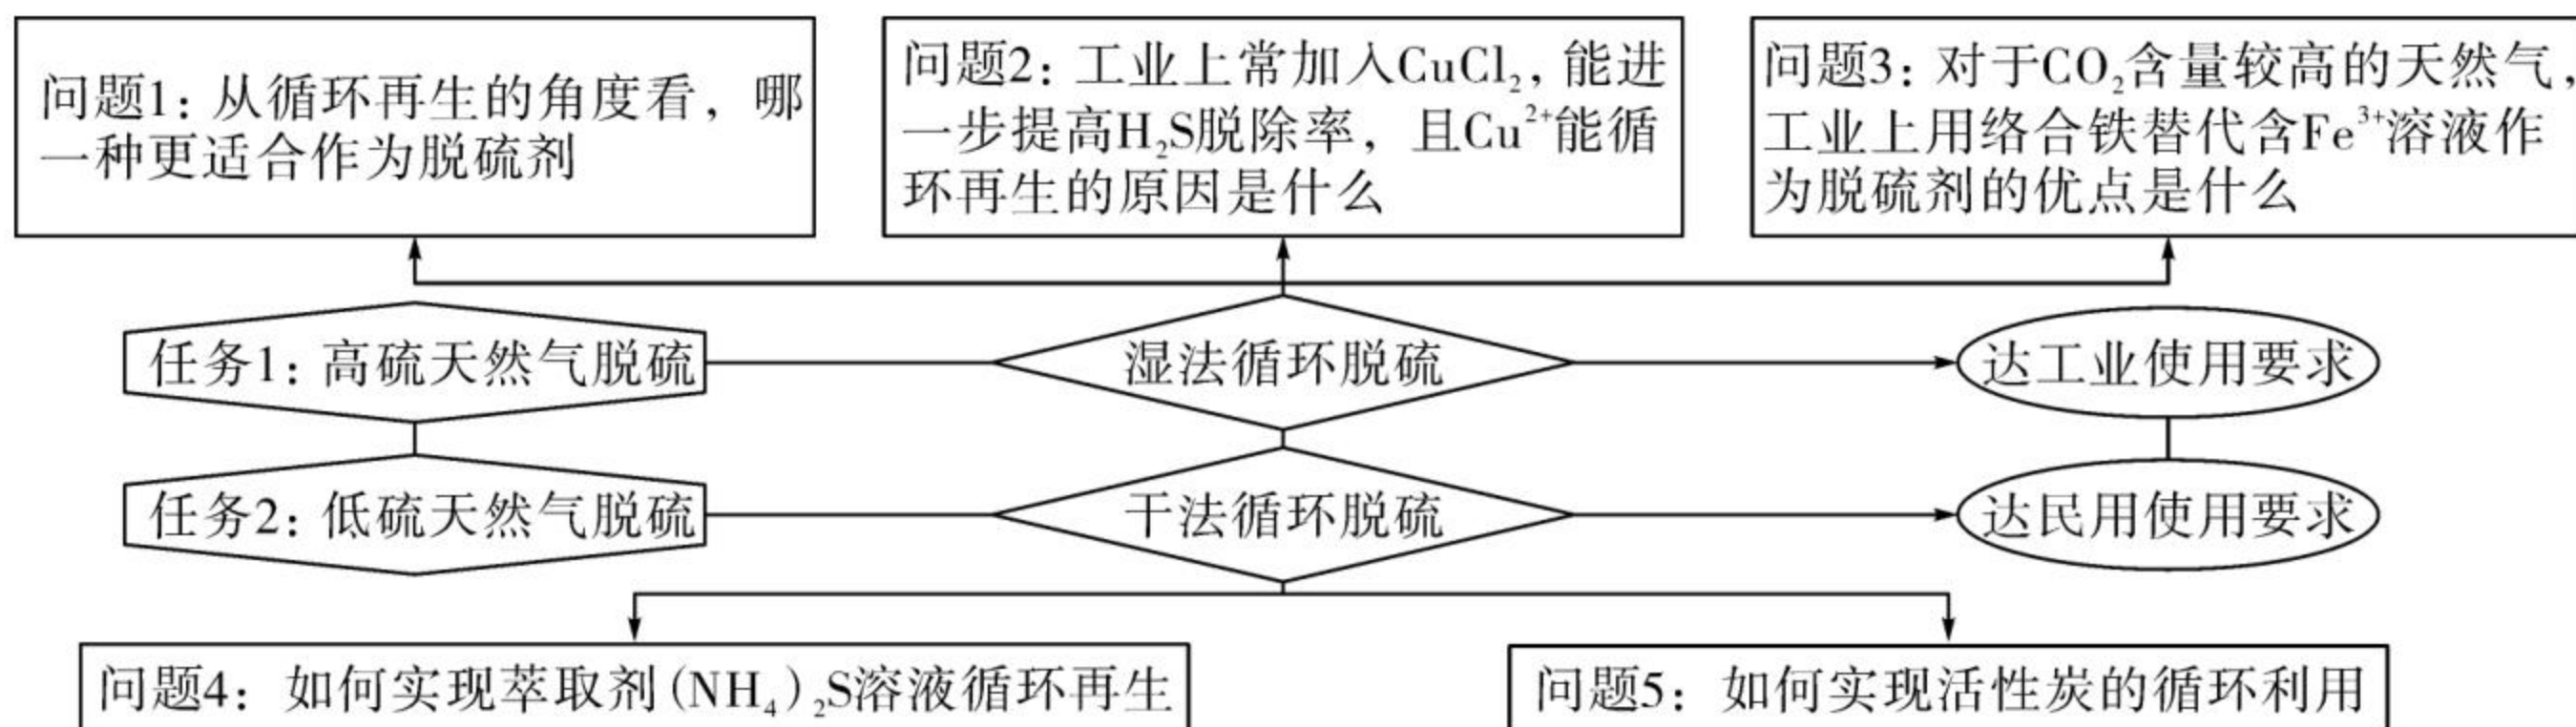 问题1：从循环再生的角度看，哪
一种更适合作为脱硫剂
问题2：工业上常加入CuCl₂，能进
一步提高H₂S脱除率，且Cu²⁺能循
环再生的原因是什么
问题3：对于CO₂含量较高的天然气，
工业上用络合铁替代含Fe³⁺溶液作
为脱硫剂的优点是什么
任务1：高硫天然气脱硫
湿法循环脱硫
达工业使用要求
任务2：低硫天然气脱硫
干法循环脱硫
达民用使用要求
问题4：如何实现萃取剂(NH₄)₂S溶液循环再生
问题5：如何实现活性炭的循环利用